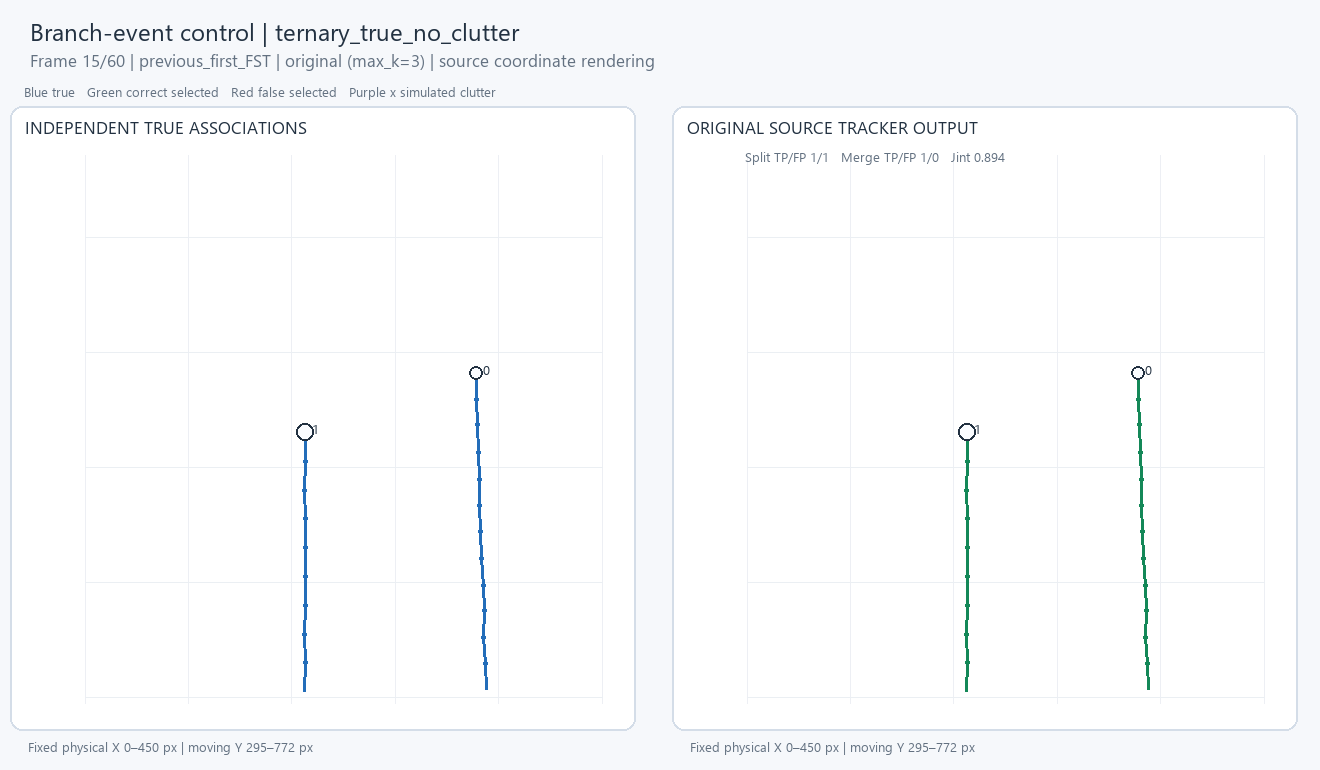 Branch-event control | ternary_true_no_clutter
Frame 15/60 | previous_first_FST | original (max_k=3) | source coordinate rendering
Blue true Green correct selected Red false selected Purple x simulated clutter
INDEPENDENT TRUE ASSOCIATIONS
0
1
Fixed physical X 0–450 px | moving Y 295–772 px
ORIGINAL SOURCE TRACKER OUTPUT
Split TP/FP 1/1 Merge TP/FP 1/0 Jint 0.894
0
1
Fixed physical X 0–450 px | moving Y 295–772 px